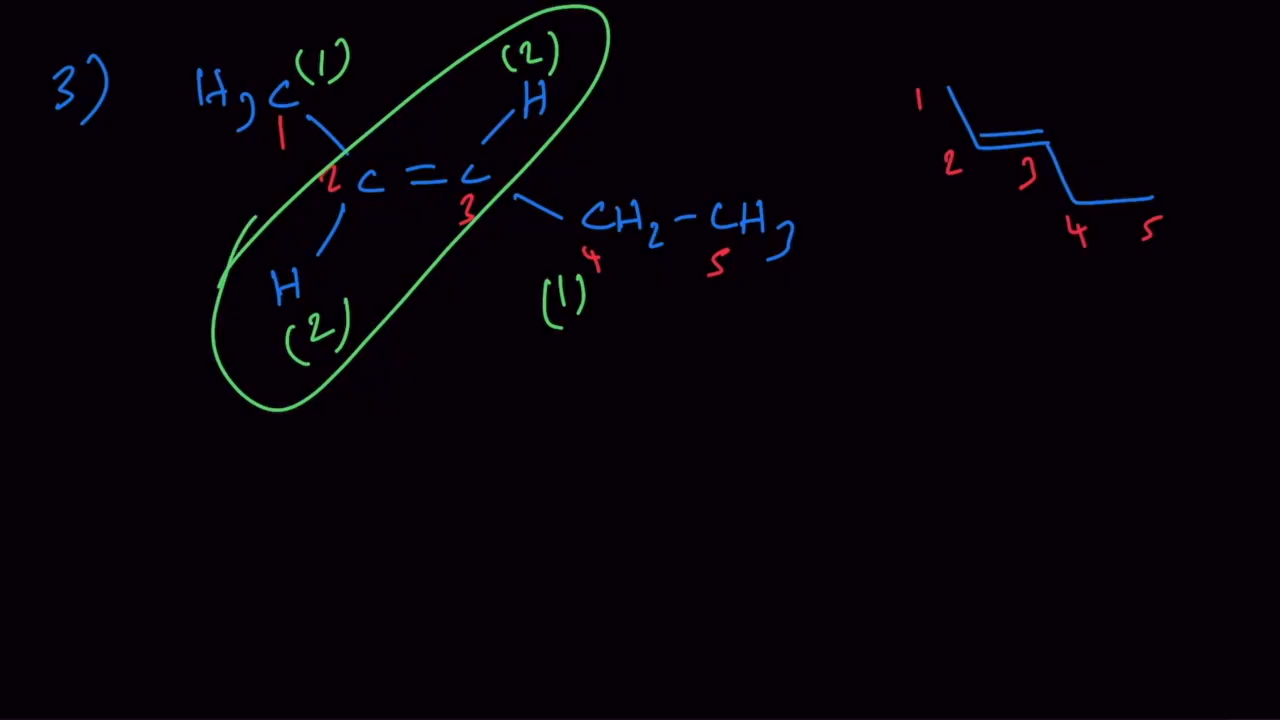 3) H3C (1) (2) H
1 2 C = C 3
CH2 - CH3
4 5
H (2) (1)
1 2 3 4 5